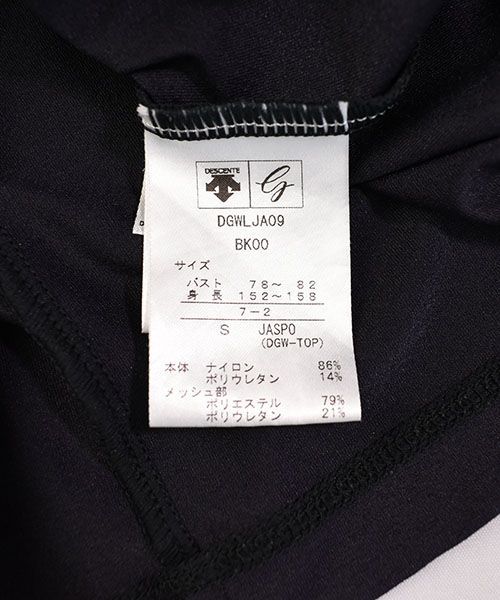 DESCENTE
DGWLJA09
BK00
サイズ
バスト 78～ 82
身長 152～158
7－2
S JASPO
(DGW-TOP)
本体 ナイロン 86%
ポリウレタン 14%
メッシュ部
ポリエステル 79%
ポリウレタン 21%